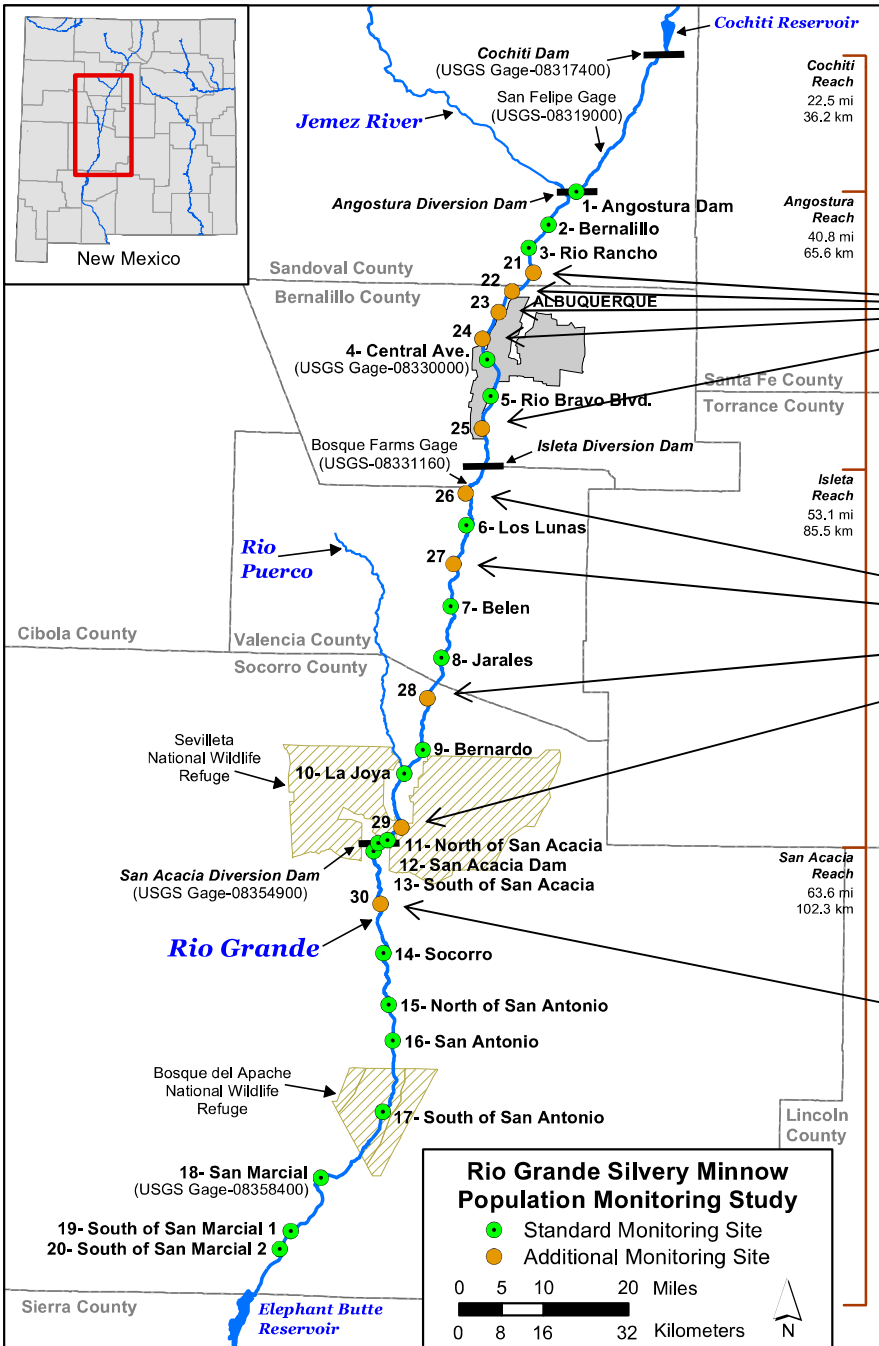 Cochiti Reservoir
Cochiti Dam
(USGS Gage-08317400)
Cochiti
Reach
22.5 mi
36.2 km
San Felipe Gage
(USGS-08319000)
Jemez River
New Mexico
Angostura Diversion Dam
1- Angostura Dam
Angostura
Reach
40.8 mi
65.6 km
2- Bernalillo
3- Rio Rancho
21
Sandoval County
22
Bernalillo County
23
ALBUQUERQUE
24
4- Central Ave.
(USGS Gage-08330000)
Santa Fe County
5- Rio Bravo Blvd.
Torrance County
25
Bosque Farms Gage
(USGS-08331160)
Isleta Diversion Dam
Isleta
Reach
53.1 mi
85.5 km
26
6- Los Lunas
Rio
Puerco
27
7- Belen
Cibola County
Valencia County
Socorro County
8- Jarales
28
Sevilleta
National Wildlife
Refuge
9- Bernardo
10- La Joya
29
11- North of San Acacia
12- San Acacia Dam
13- South of San Acacia
San Acacia Diversion Dam
(USGS Gage-08354900)
San Acacia
Reach
63.6 mi
102.3 km
30
Rio Grande
14- Socorro
15- North of San Antonio
16- San Antonio
Bosque del Apache
National Wildlife
Refuge
17- South of San Antonio
Lincoln
County
18- San Marcial
(USGS Gage-08358400)
19- South of San Marcial 1
20- South of San Marcial 2
Sierra County
Elephant Butte
Reservoir
Rio Grande Silvery Minnow
Population Monitoring Study
Standard Monitoring Site
Additional Monitoring Site
0 5 10 20 Miles
0 8 16 32 Kilometers
N